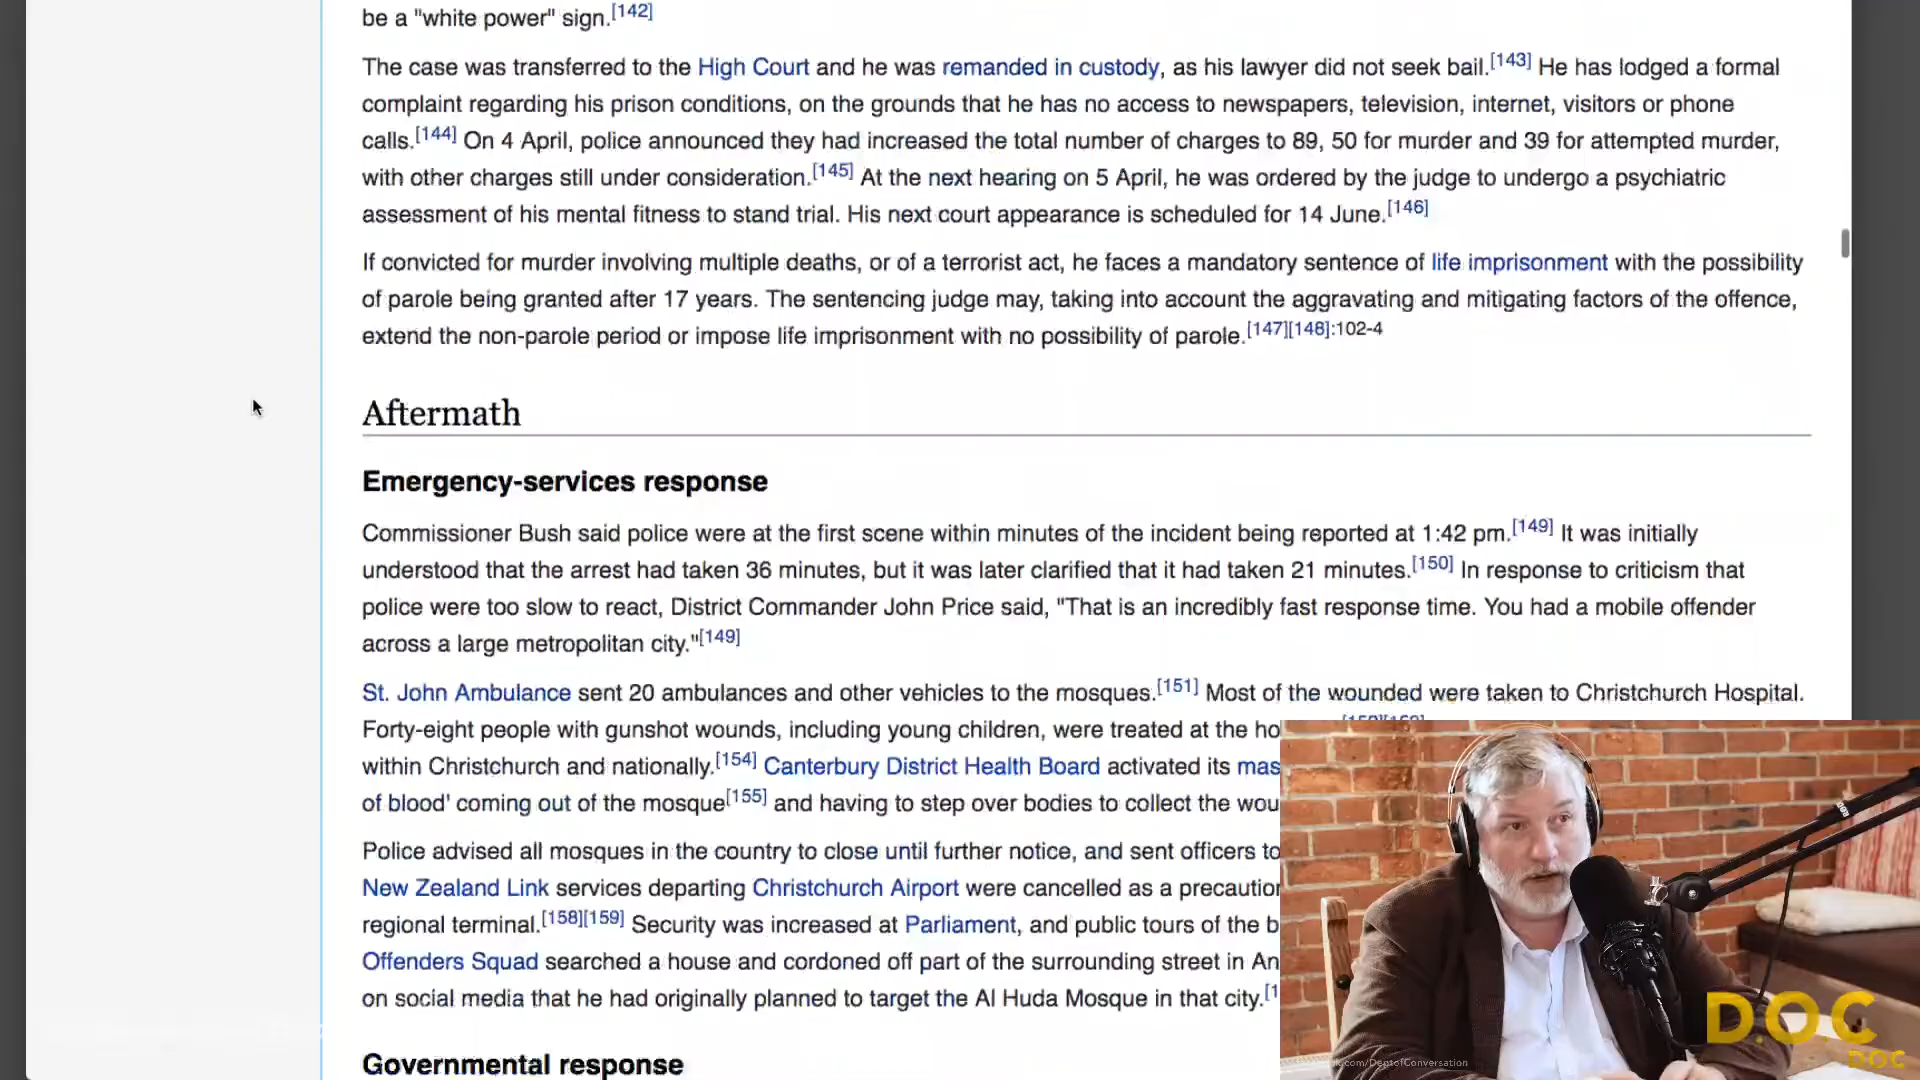 be a "white power" sign.[142]
The case was transferred to the High Court and he was remanded in custody, as his lawyer did not seek bail.[143] He has lodged a formal
complaint regarding his prison conditions, on the grounds that he has no access to newspapers, television, internet, visitors or phone
calls.[144] On 4 April, police announced they had increased the total number of charges to 89, 50 for murder and 39 for attempted murder,
with other charges still under consideration.[145] At the next hearing on 5 April, he was ordered by the judge to undergo a psychiatric
assessment of his mental fitness to stand trial. His next court appearance is scheduled for 14 June.[146]
If convicted for murder involving multiple deaths, or of a terrorist act, he faces a mandatory sentence of life imprisonment with the possibility
of parole being granted after 17 years. The sentencing judge may, taking into account the aggravating and mitigating factors of the offence,
extend the non-parole period or impose life imprisonment with no possibility of parole.[147][148]:102-4
Aftermath
Emergency-services response
Commissioner Bush said police were at the first scene within minutes of the incident being reported at 1:42 pm.[149] It was initially
understood that the arrest had taken 36 minutes, but it was later clarified that it had taken 21 minutes.[150] In response to criticism that
police were too slow to react, District Commander John Price said, "That is an incredibly fast response time. You had a mobile offender
across a large metropolitan city."[149]
St. John Ambulance sent 20 ambulances and other vehicles to the mosques.[151] Most of the wounded were taken to Christchurch Hospital.
Forty-eight people with gunshot wounds, including young children, were treated at the ho
within Christchurch and nationally.[154] Canterbury District Health Board activated its mas
of blood' coming out of the mosque[155] and having to step over bodies to collect the wou
Police advised all mosques in the country to close until further notice, and sent officers to
New Zealand Link services departing Christchurch Airport were cancelled as a precaution
regional terminal.[158][159] Security was increased at Parliament, and public tours of the b
Offenders Squad searched a house and cordoned off part of the surrounding street in An
on social media that he had originally planned to target the Al Huda Mosque in that city.[1
Governmental response
D.O.C
DOC
.com/DeptofConversation